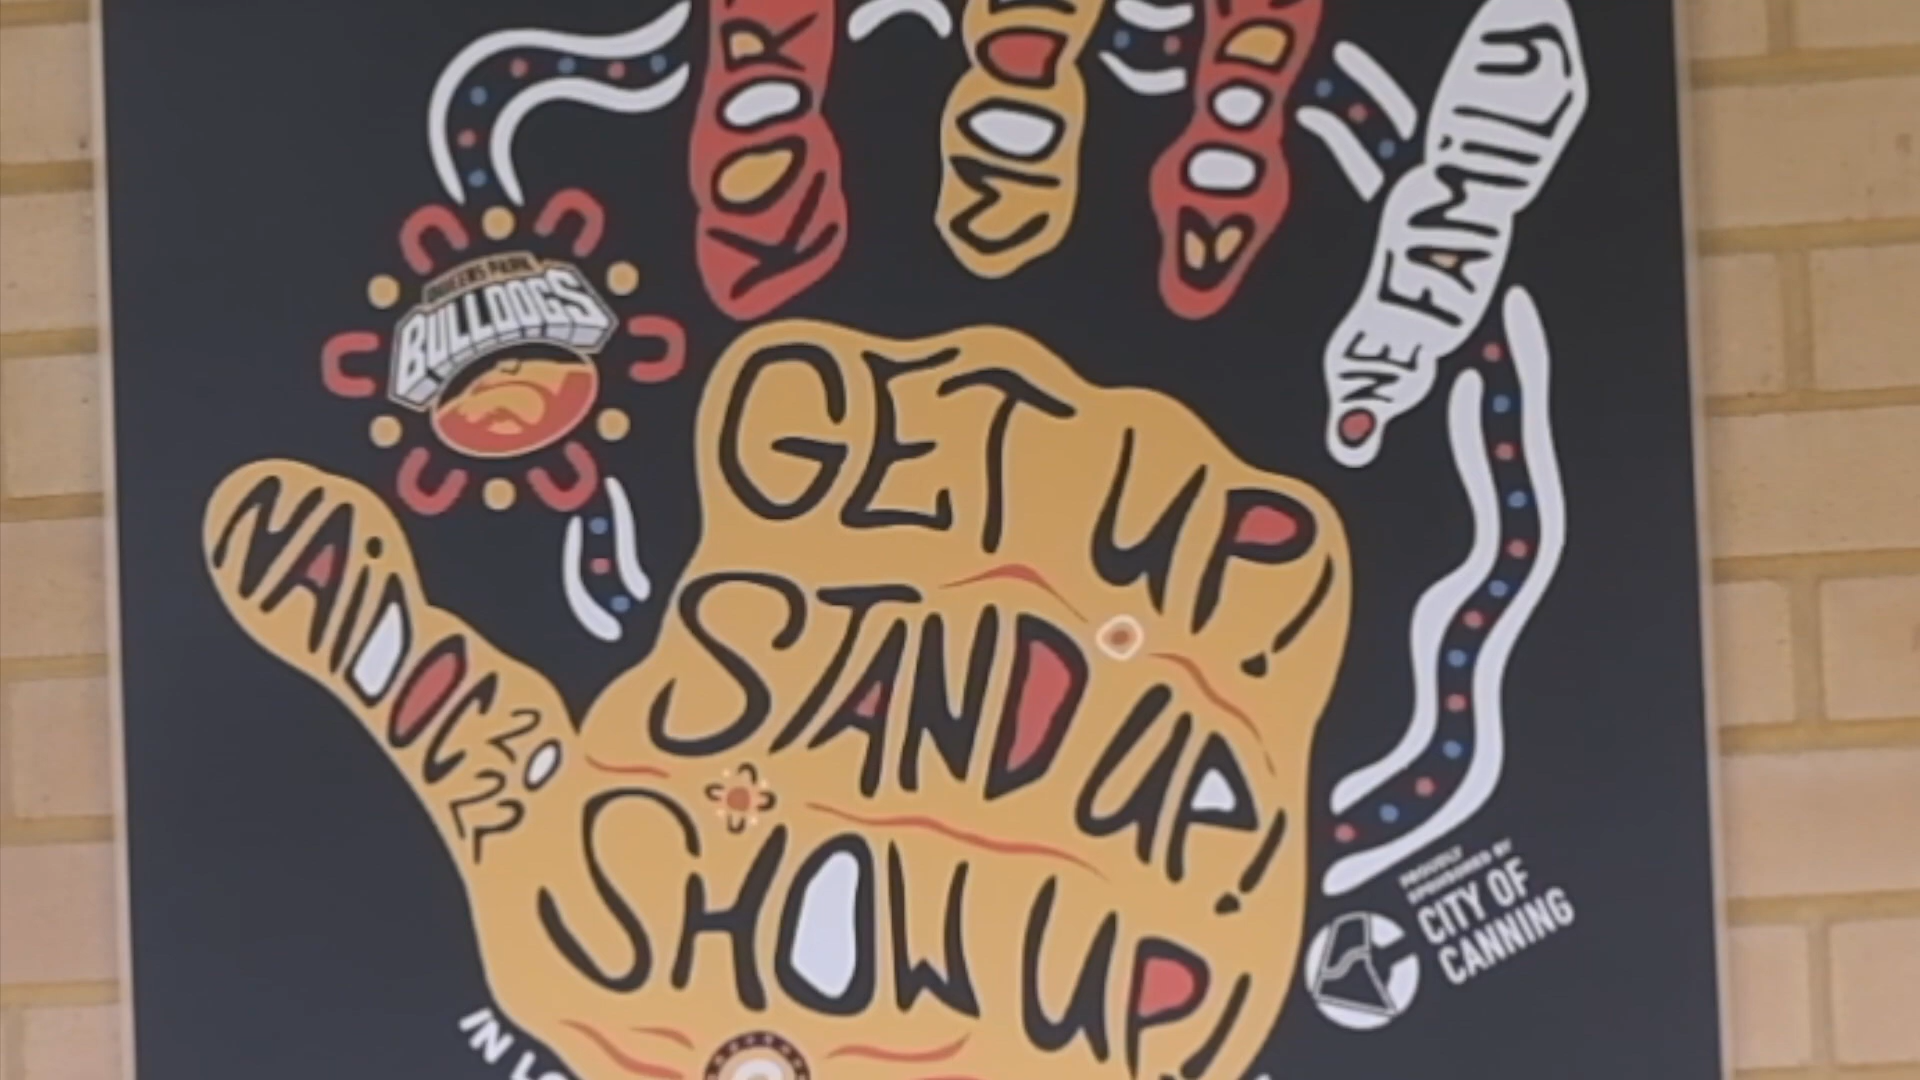 ONE FAMiLY
QUEENS PARK
BULLDOGS
NAiDOC
2022
GET UP!
STAND UP!
SHOW UP!
PROUDLY
SPONSORED BY
CITY OF
CANNING
IN